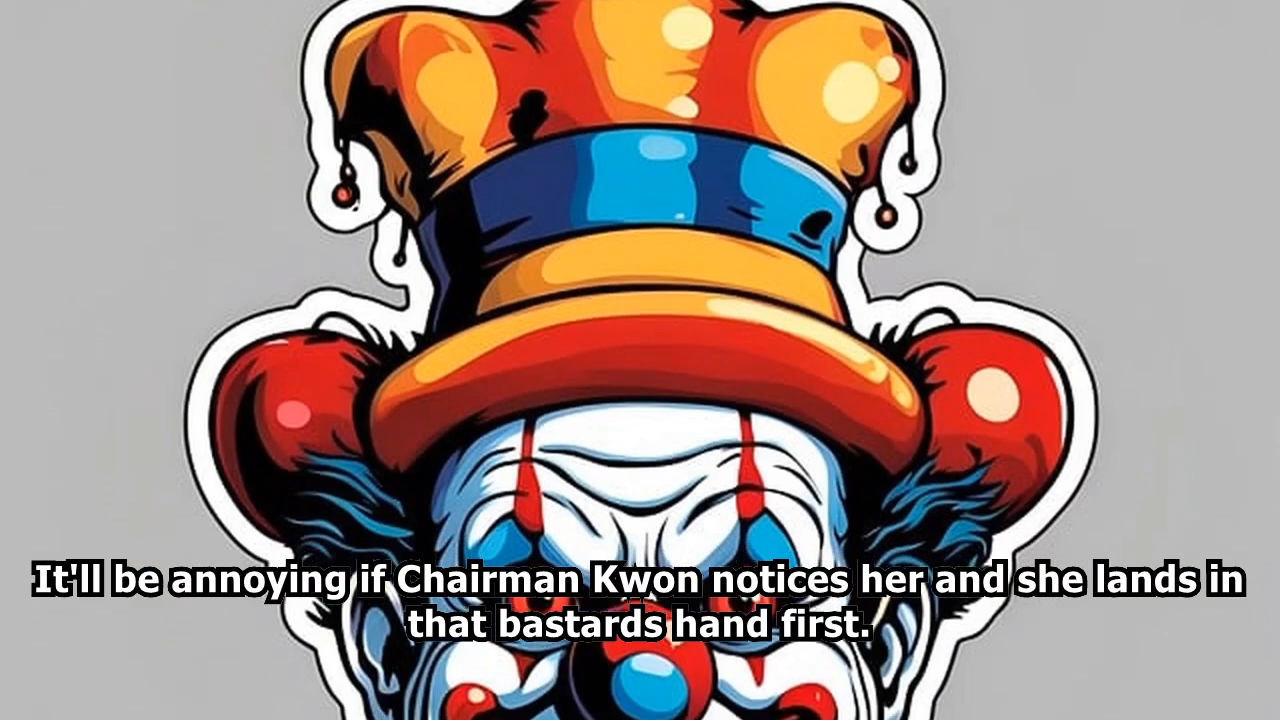 It'll be annoying if Chairman Kwon notices her and she lands in
that bastards hand first.